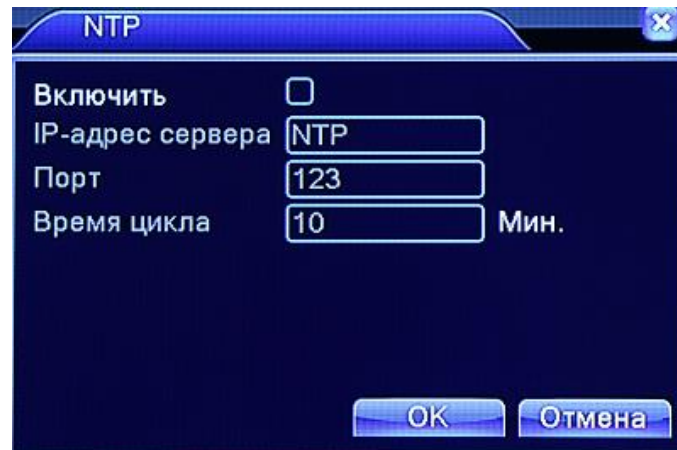 NTP
Включить
IP-адрес сервера NTP
Порт 123
Время цикла 10 Мин.
OK Отмена